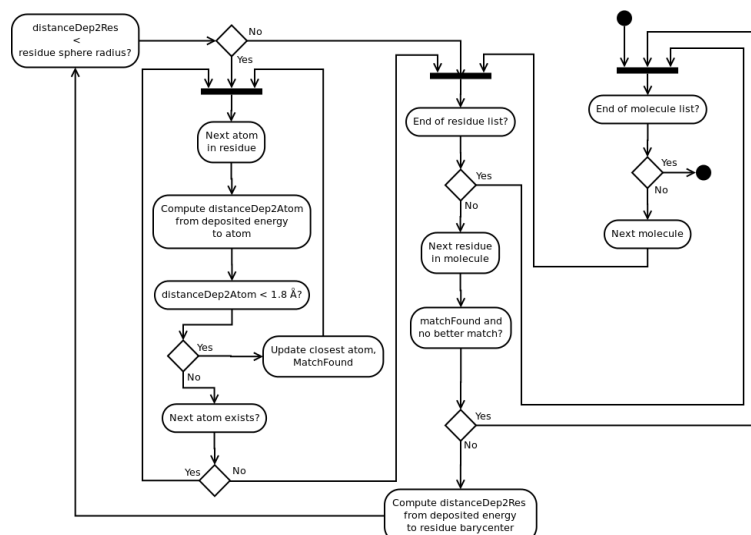 distanceDep2Res
<
residue sphere radius?
No
Yes
Next atom
in residue
Compute distanceDep2Atom
from deposited energy
to atom
distanceDep2Atom < 1.8 Å?
Yes
No
Update closest atom,
MatchFound
Next atom exists?
Yes
No
End of residue list?
Yes
No
Next residue
in molecule
matchFound and
no better match?
Yes
No
Compute distanceDep2Res
from deposited energy
to residue barycenter
End of molecule list?
Yes
No
Next molecule